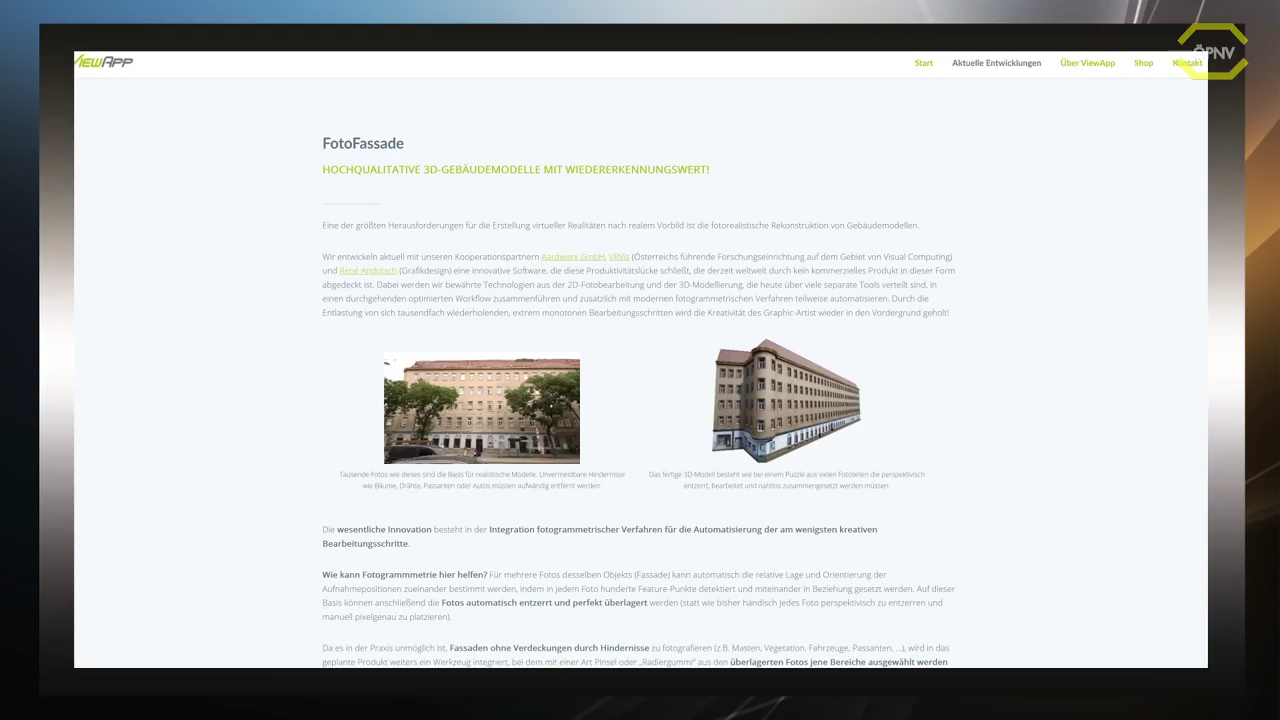 ViewApp
Start Aktuelle Entwicklungen Über ViewApp Shop Kontakt
ÖPNV
FotoFassade
HOCHQUALITATIVE 3D-GEBÄUDEMODELLE MIT WIEDERERKENNUNGSWERT!
Eine der größten Herausforderungen für die Erstellung virtueller Realitäten nach realem Vorbild ist die fotorealistische Rekonstruktion von Gebäudemodellen.
Wir entwickeln aktuell mit unseren Kooperationspartnern Aardworx GmbH, VRVis (Österreichs führende Forschungseinrichtung auf dem Gebiet von Visual Computing)
und René Andritsch (Grafikdesign) eine innovative Software, die diese Produktivitätslücke schließt, die derzeit weltweit durch kein kommerzielles Produkt in dieser Form
abgedeckt ist. Dabei werden wir bewährte Technologien aus der 2D-Fotobearbeitung und der 3D-Modellierung, die heute über viele separate Tools verteilt sind, in
einen durchgehenden optimierten Workflow zusammenführen und zusätzlich mit modernen fotogrammetrischen Verfahren teilweise automatisieren. Durch die
Entlastung von sich tausendfach wiederholenden, extrem monotonen Bearbeitungsschritten wird die Kreativität des Graphic-Artist wieder in den Vordergrund geholt!
Tausende Fotos wie dieses sind die Basis für realistische Modelle. Unvermeidbare Hindernisse
wie Bäume, Drähte, Passanten oder Autos müssen aufwändig entfernt werden.
Das fertige 3D-Modell besteht wie bei einem Puzzle aus vielen Fototeilen die perspektivisch
entzerrt, bearbeitet und nahtlos zusammengesetzt werden müssen.
Die wesentliche Innovation besteht in der Integration fotogrammetrischer Verfahren für die Automatisierung der am wenigsten kreativen
Bearbeitungsschritte.
Wie kann Fotogrammmetrie hier helfen? Für mehrere Fotos desselben Objekts (Fassade) kann automatisch die relative Lage und Orientierung der
Aufnahmepositionen zueinander bestimmt werden, indem in jedem Foto hunderte Feature-Punkte detektiert und miteinander in Beziehung gesetzt werden. Auf dieser
Basis können anschließend die Fotos automatisch entzerrt und perfekt überlagert werden (statt wie bisher händisch jedes Foto perspektivisch zu entzerren und
manuell pixelgenau zu platzieren).
Da es in der Praxis unmöglich ist, Fassaden ohne Verdeckungen durch Hindernisse zu fotografieren (z.B. Masten, Vegetation, Fahrzeuge, Passanten, ...), wird in das
geplante Produkt weiters ein Werkzeug integriert, bei dem mit einer Art Pinsel oder „Radiergummi“ aus den überlagerten Fotos jene Bereiche ausgewählt werden